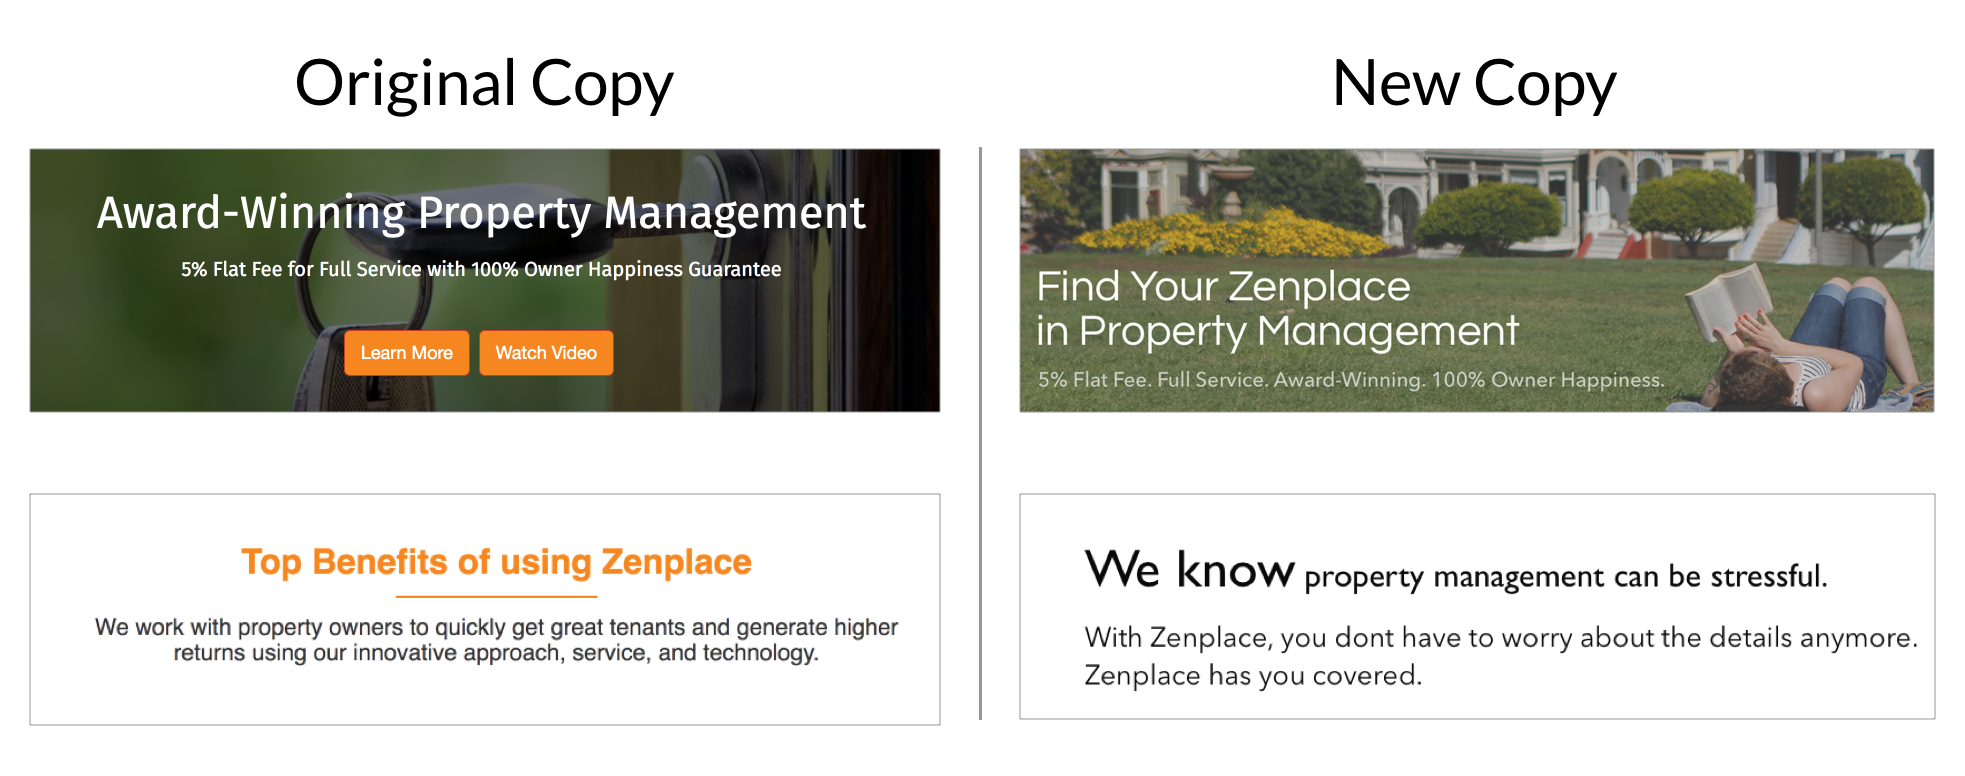 Original Copy
Award-Winning Property Management
5% Flat Fee for Full Service with 100% Owner Happiness Guarantee
Learn More
Watch Video
Top Benefits of using Zenplace
We work with property owners to quickly get great tenants and generate higher
returns using our innovative approach, service, and technology.
New Copy
Find Your Zenplace
in Property Management
5% Flat Fee. Full Service. Award-Winning. 100% Owner Happiness.
We know property management can be stressful.
With Zenplace, you dont have to worry about the details anymore.
Zenplace has you covered.